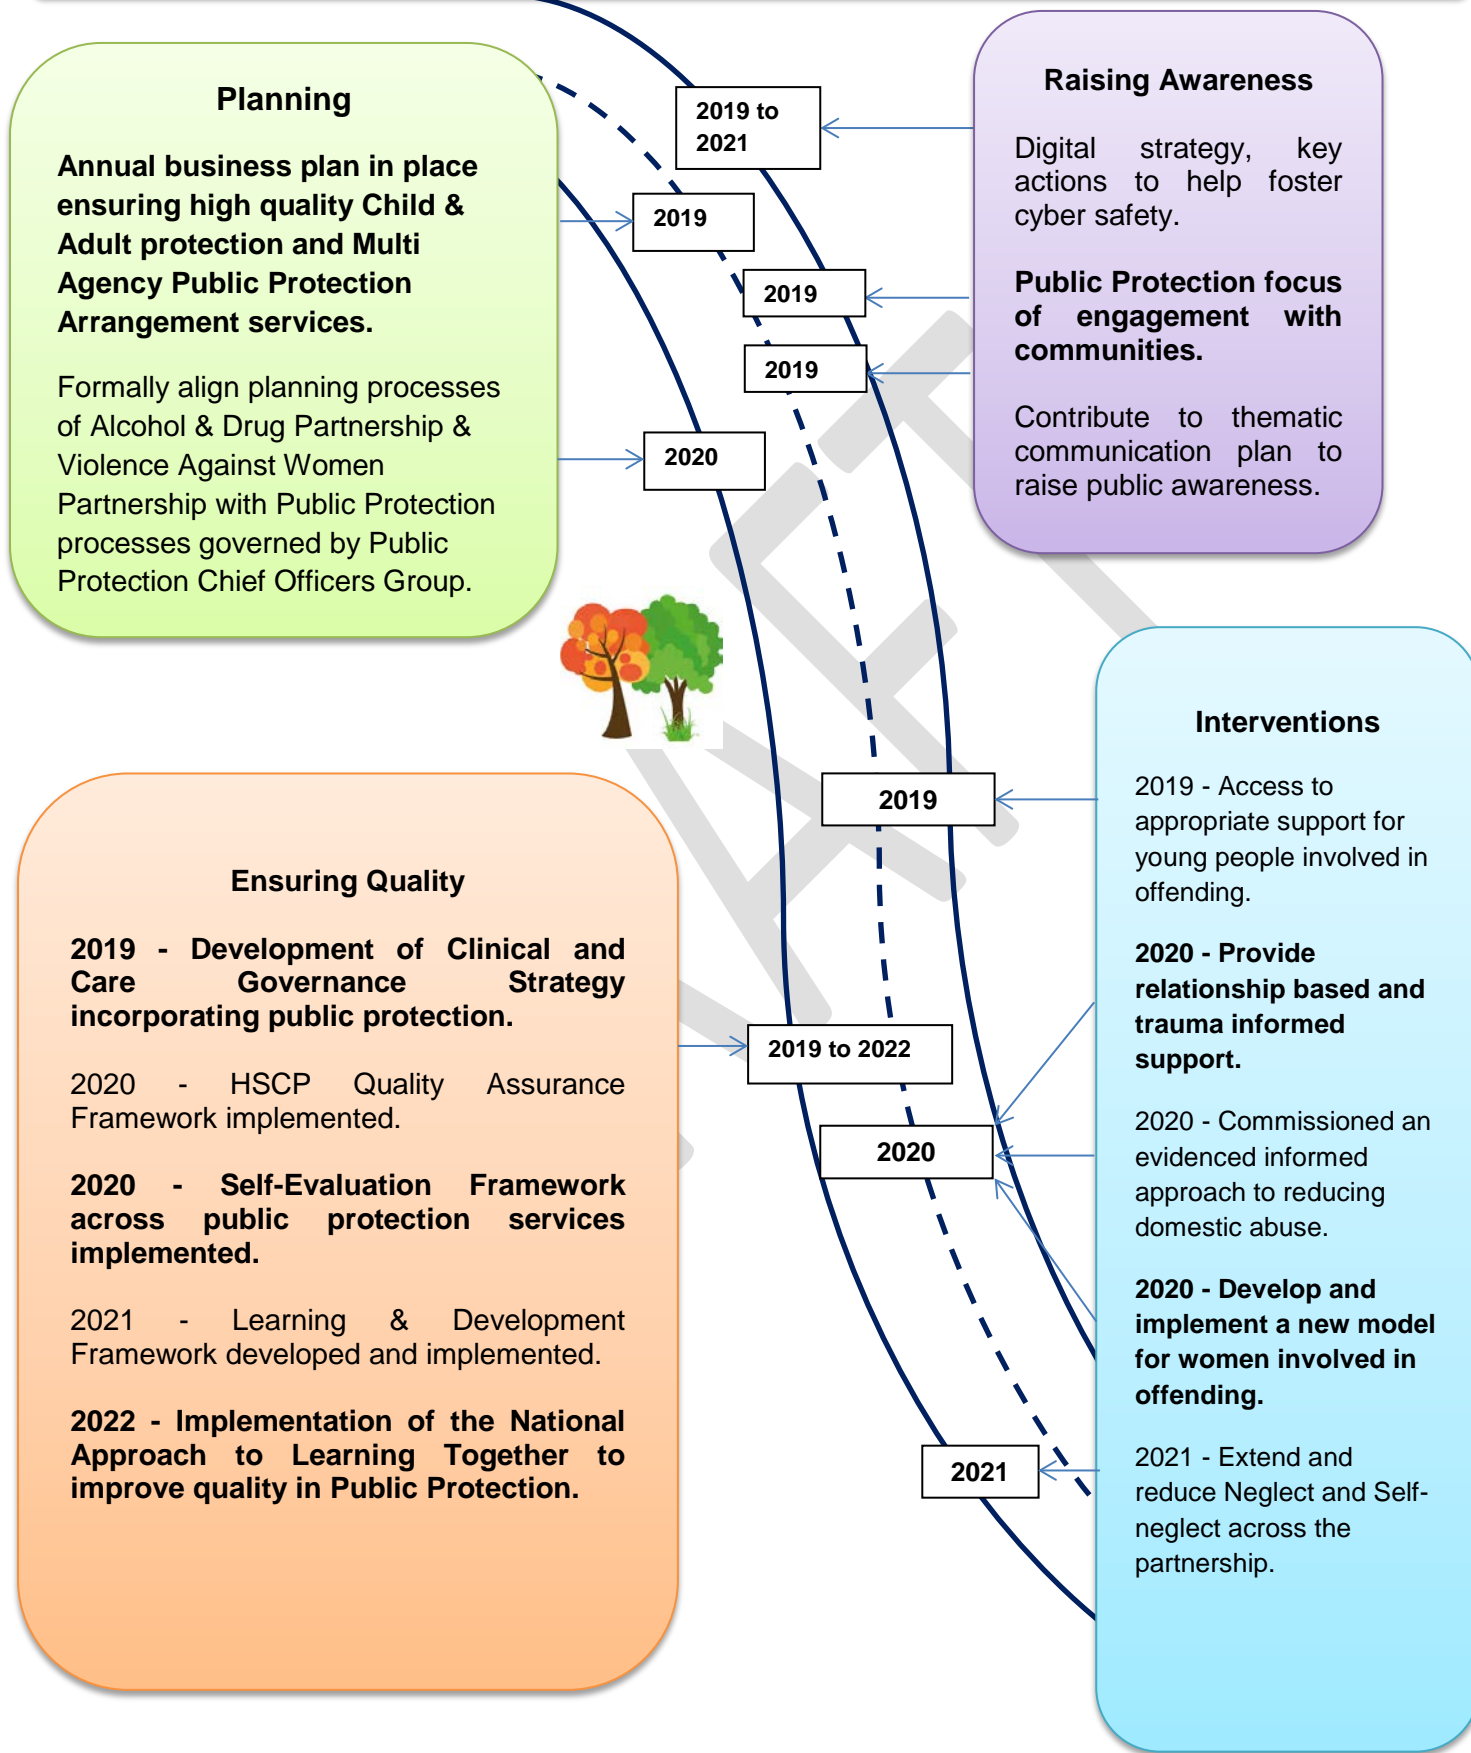 Planning
Annual business plan in place
ensuring high quality Child &
Adult protection and Multi
Agency Public Protection
Arrangement services.
Formally align planning processes
of Alcohol & Drug Partnership &
Violence Against Women
Partnership with Public Protection
processes governed by Public
Protection Chief Officers Group.
2019 to
2021
2019
2019
2019
2020
Raising Awareness
Digital strategy, key
actions to help foster
cyber safety.
Public Protection focus
of engagement with
communities.
Contribute to thematic
communication plan to
raise public awareness.
Ensuring Quality
2019 - Development of Clinical and
Care Governance Strategy
incorporating public protection.
2020 - HSCP Quality Assurance
Framework implemented.
2020 - Self-Evaluation Framework
across public protection services
implemented.
2021 - Learning & Development
Framework developed and implemented.
2022 - Implementation of the National
Approach to Learning Together to
improve quality in Public Protection.
2019
2019 to 2022
2020
2021
Interventions
2019 - Access to
appropriate support for
young people involved in
offending.
2020 - Provide
relationship based and
trauma informed
support.
2020 - Commissioned an
evidenced informed
approach to reducing
domestic abuse.
2020 - Develop and
implement a new model
for women involved in
offending.
2021 - Extend and
reduce Neglect and Self-
neglect across the
partnership.